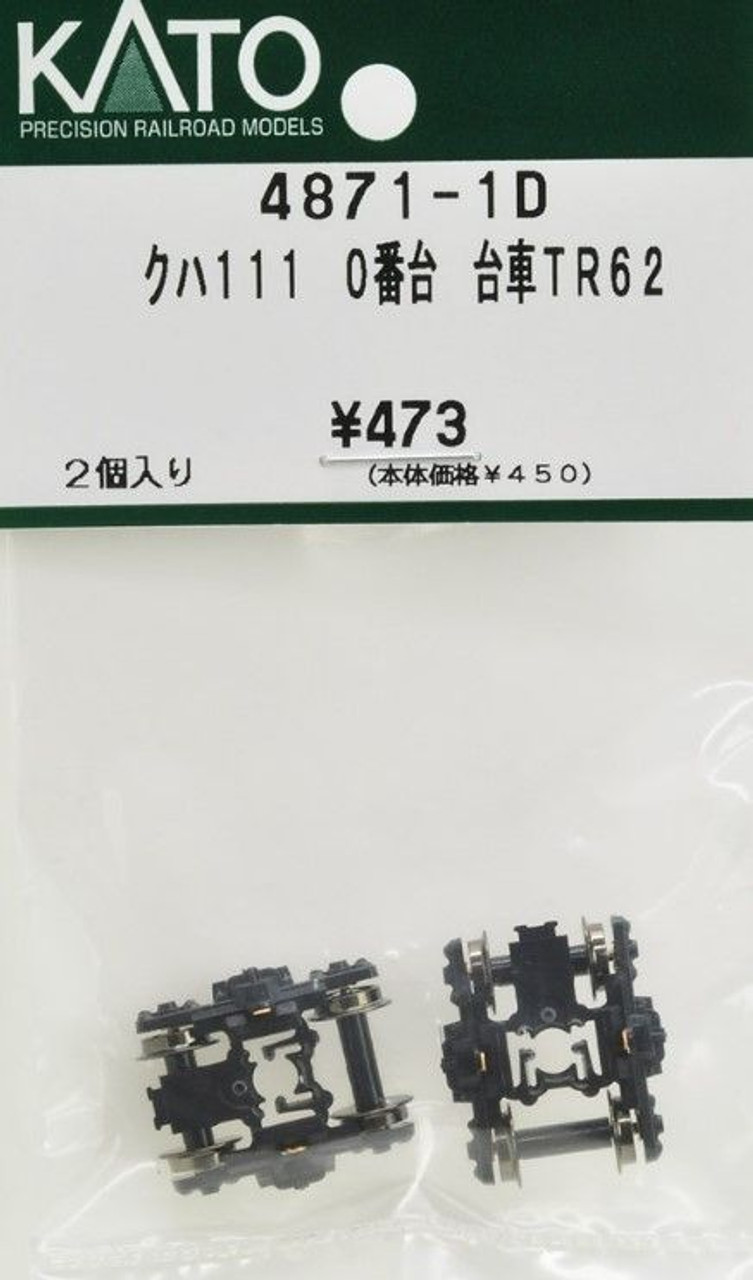 KATO
PRECISION RAILROAD MODELS
4871-1D
クハ111 0番台 台車TR62
¥473
2個入り (本体価格¥450)